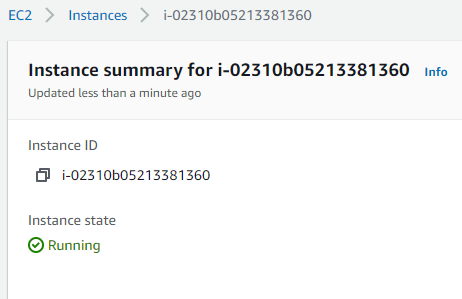 EC2 > Instances > i-02310b05213381360
Instance summary for i-02310b05213381360 Info
Updated less than a minute ago
Instance ID
i-02310b05213381360
Instance state
Running